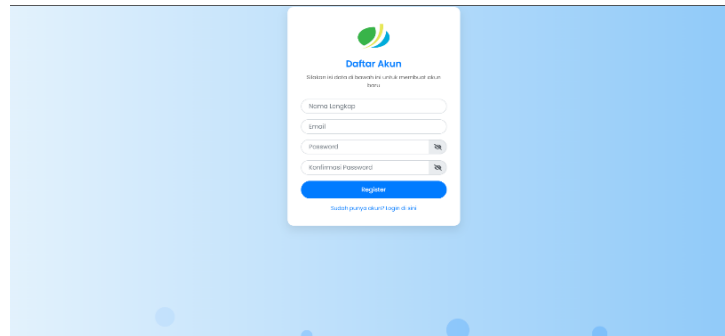 Daftar Akun
Silakan isi data di bawah ini untuk membuat akun
baru
Nama Lengkap
Email
Password
Konfirmasi Password
Register
Sudah punya akun? Login di sini